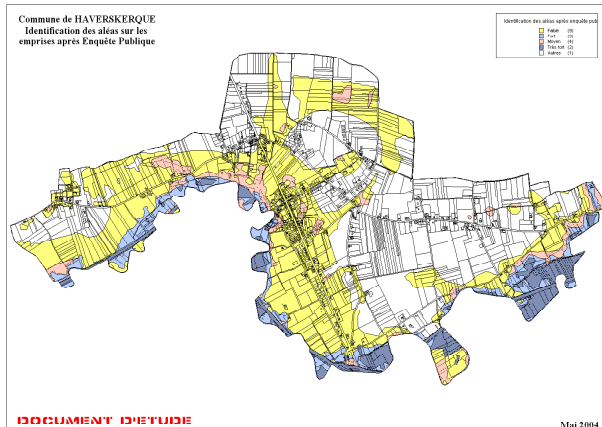 Commune de HAVERSKERQUE
Identification des aléas sur les
emprises après Enquête Publique
Identification des aléas après enquête pub
Faible (9)
Fort (9)
Moyen (4)
Très fort (2)
Autres (1)
DOCUMENT D'ETUDE
Mai 2004